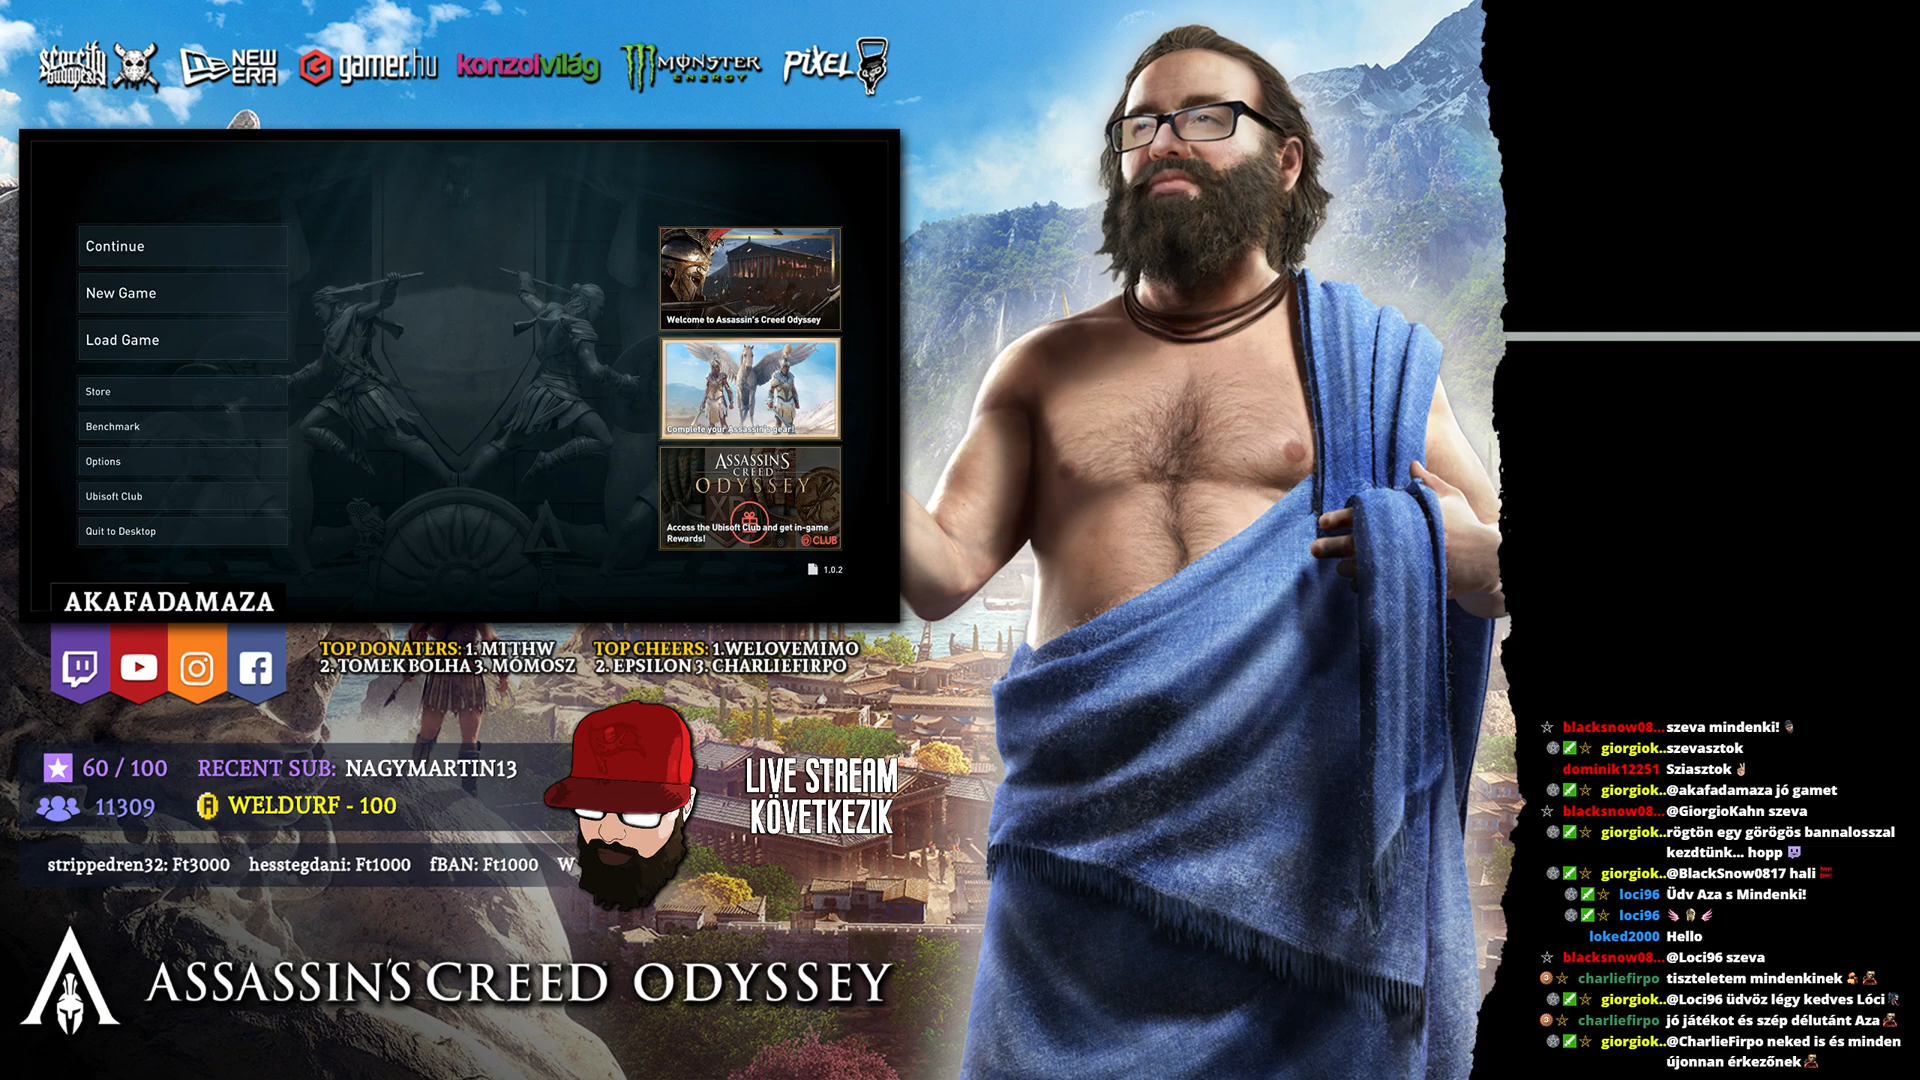 scarcity
budapest
NEW
ERA
gamer.hu
konzolvilág
MONSTER
ENERGY
PIXEL
Continue
New Game
Load Game
Store
Benchmark
Options
Ubisoft Club
Quit to Desktop
Welcome to Assassin's Creed Odyssey
Complete your Assassin's gear!
ASSASSIN'S
CREED
ODYSSEY
Access the Ubisoft Club and get in-game
Rewards!
CLUB
1.0.2
AKAFADAMAZA
TOP DONATERS: 1. MTTHW
2. TOMEK BOLHA 3. MÓMOSZ
TOP CHEERS: 1.WELOVEMIMO
2. EPSILON 3. CHARLIEFIRPO
60 / 100
RECENT SUB: NAGYMARTIN13
11309
WELDURF - 100
LIVE STREAM
KÖVETKEZIK
strippedren32: Ft3000 hesstegdani: Ft1000 fBAN: Ft1000 W
ASSASSIN'S CREED ODYSSEY
blacksnow08... szeva mindenki!
giorgiok.. szevasztok
dominik12251 Sziasztok
giorgiok.. @akafadamaza jó gamet
blacksnow08... @GiorgioKahn szeva
giorgiok.. rögtön egy görögös bannalosszal
kezdtünk... hopp
giorgiok.. @BlackSnow0817 hali
loci96 Üdv Aza s Mindenki!
loci96
loked2000 Hello
blacksnow08... @Loci96 szeva
charliefirpo tiszteletem mindenkinek
giorgiok.. @Loci96 üdvöz légy kedves Lóci
charliefirpo jó játékot és szép délutánt Aza
giorgiok.. @CharlieFirpo neked is és minden
újonnan érkezőnek